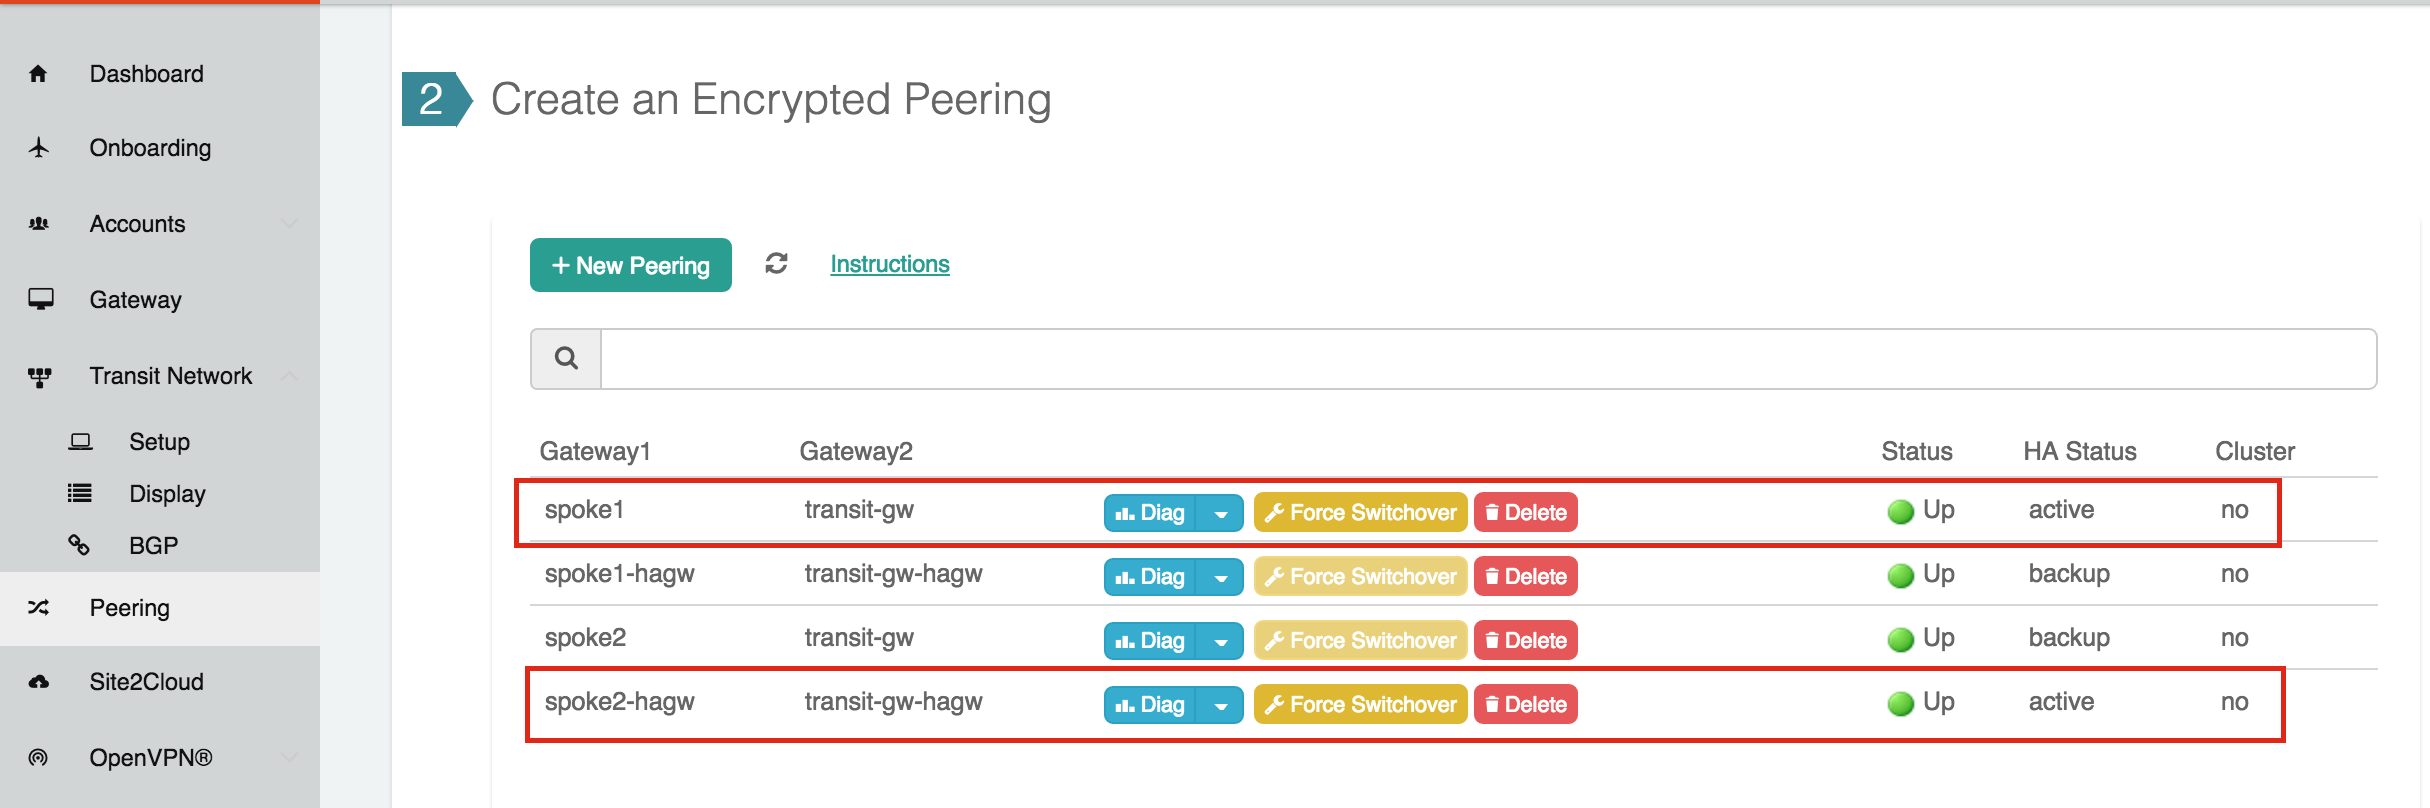 Dashboard
Onboarding
Accounts
Gateway
Transit Network
Setup
Display
BGP
Peering
Site2Cloud
OpenVPN®
2 Create an Encrypted Peering
+ New Peering Instructions
Gateway1 Gateway2 Status HA Status Cluster
spoke1 transit-gw Diag Force Switchover Delete Up active no
spoke1-hagw transit-gw-hagw Diag Force Switchover Delete Up backup no
spoke2 transit-gw Diag Force Switchover Delete Up backup no
spoke2-hagw transit-gw-hagw Diag Force Switchover Delete Up active no